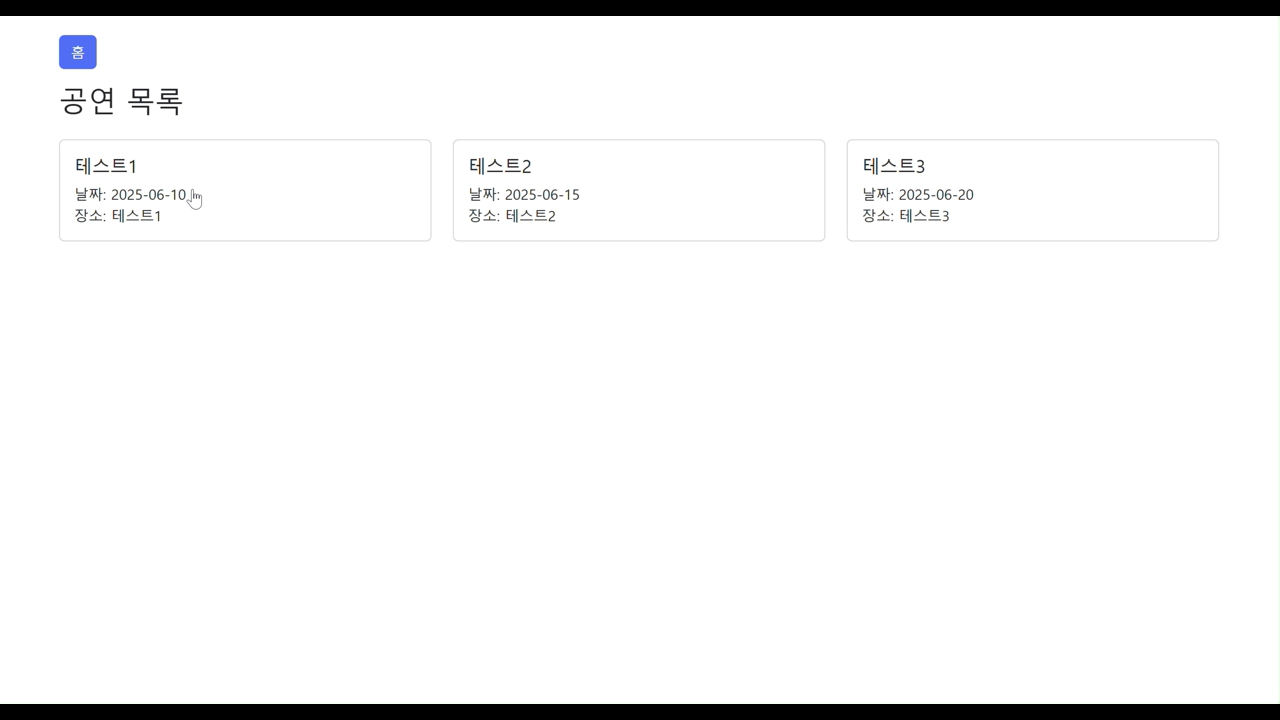 홈
공연 목록
테스트1
날짜: 2025-06-10
장소: 테스트1
테스트2
날짜: 2025-06-15
장소: 테스트2
테스트3
날짜: 2025-06-20
장소: 테스트3